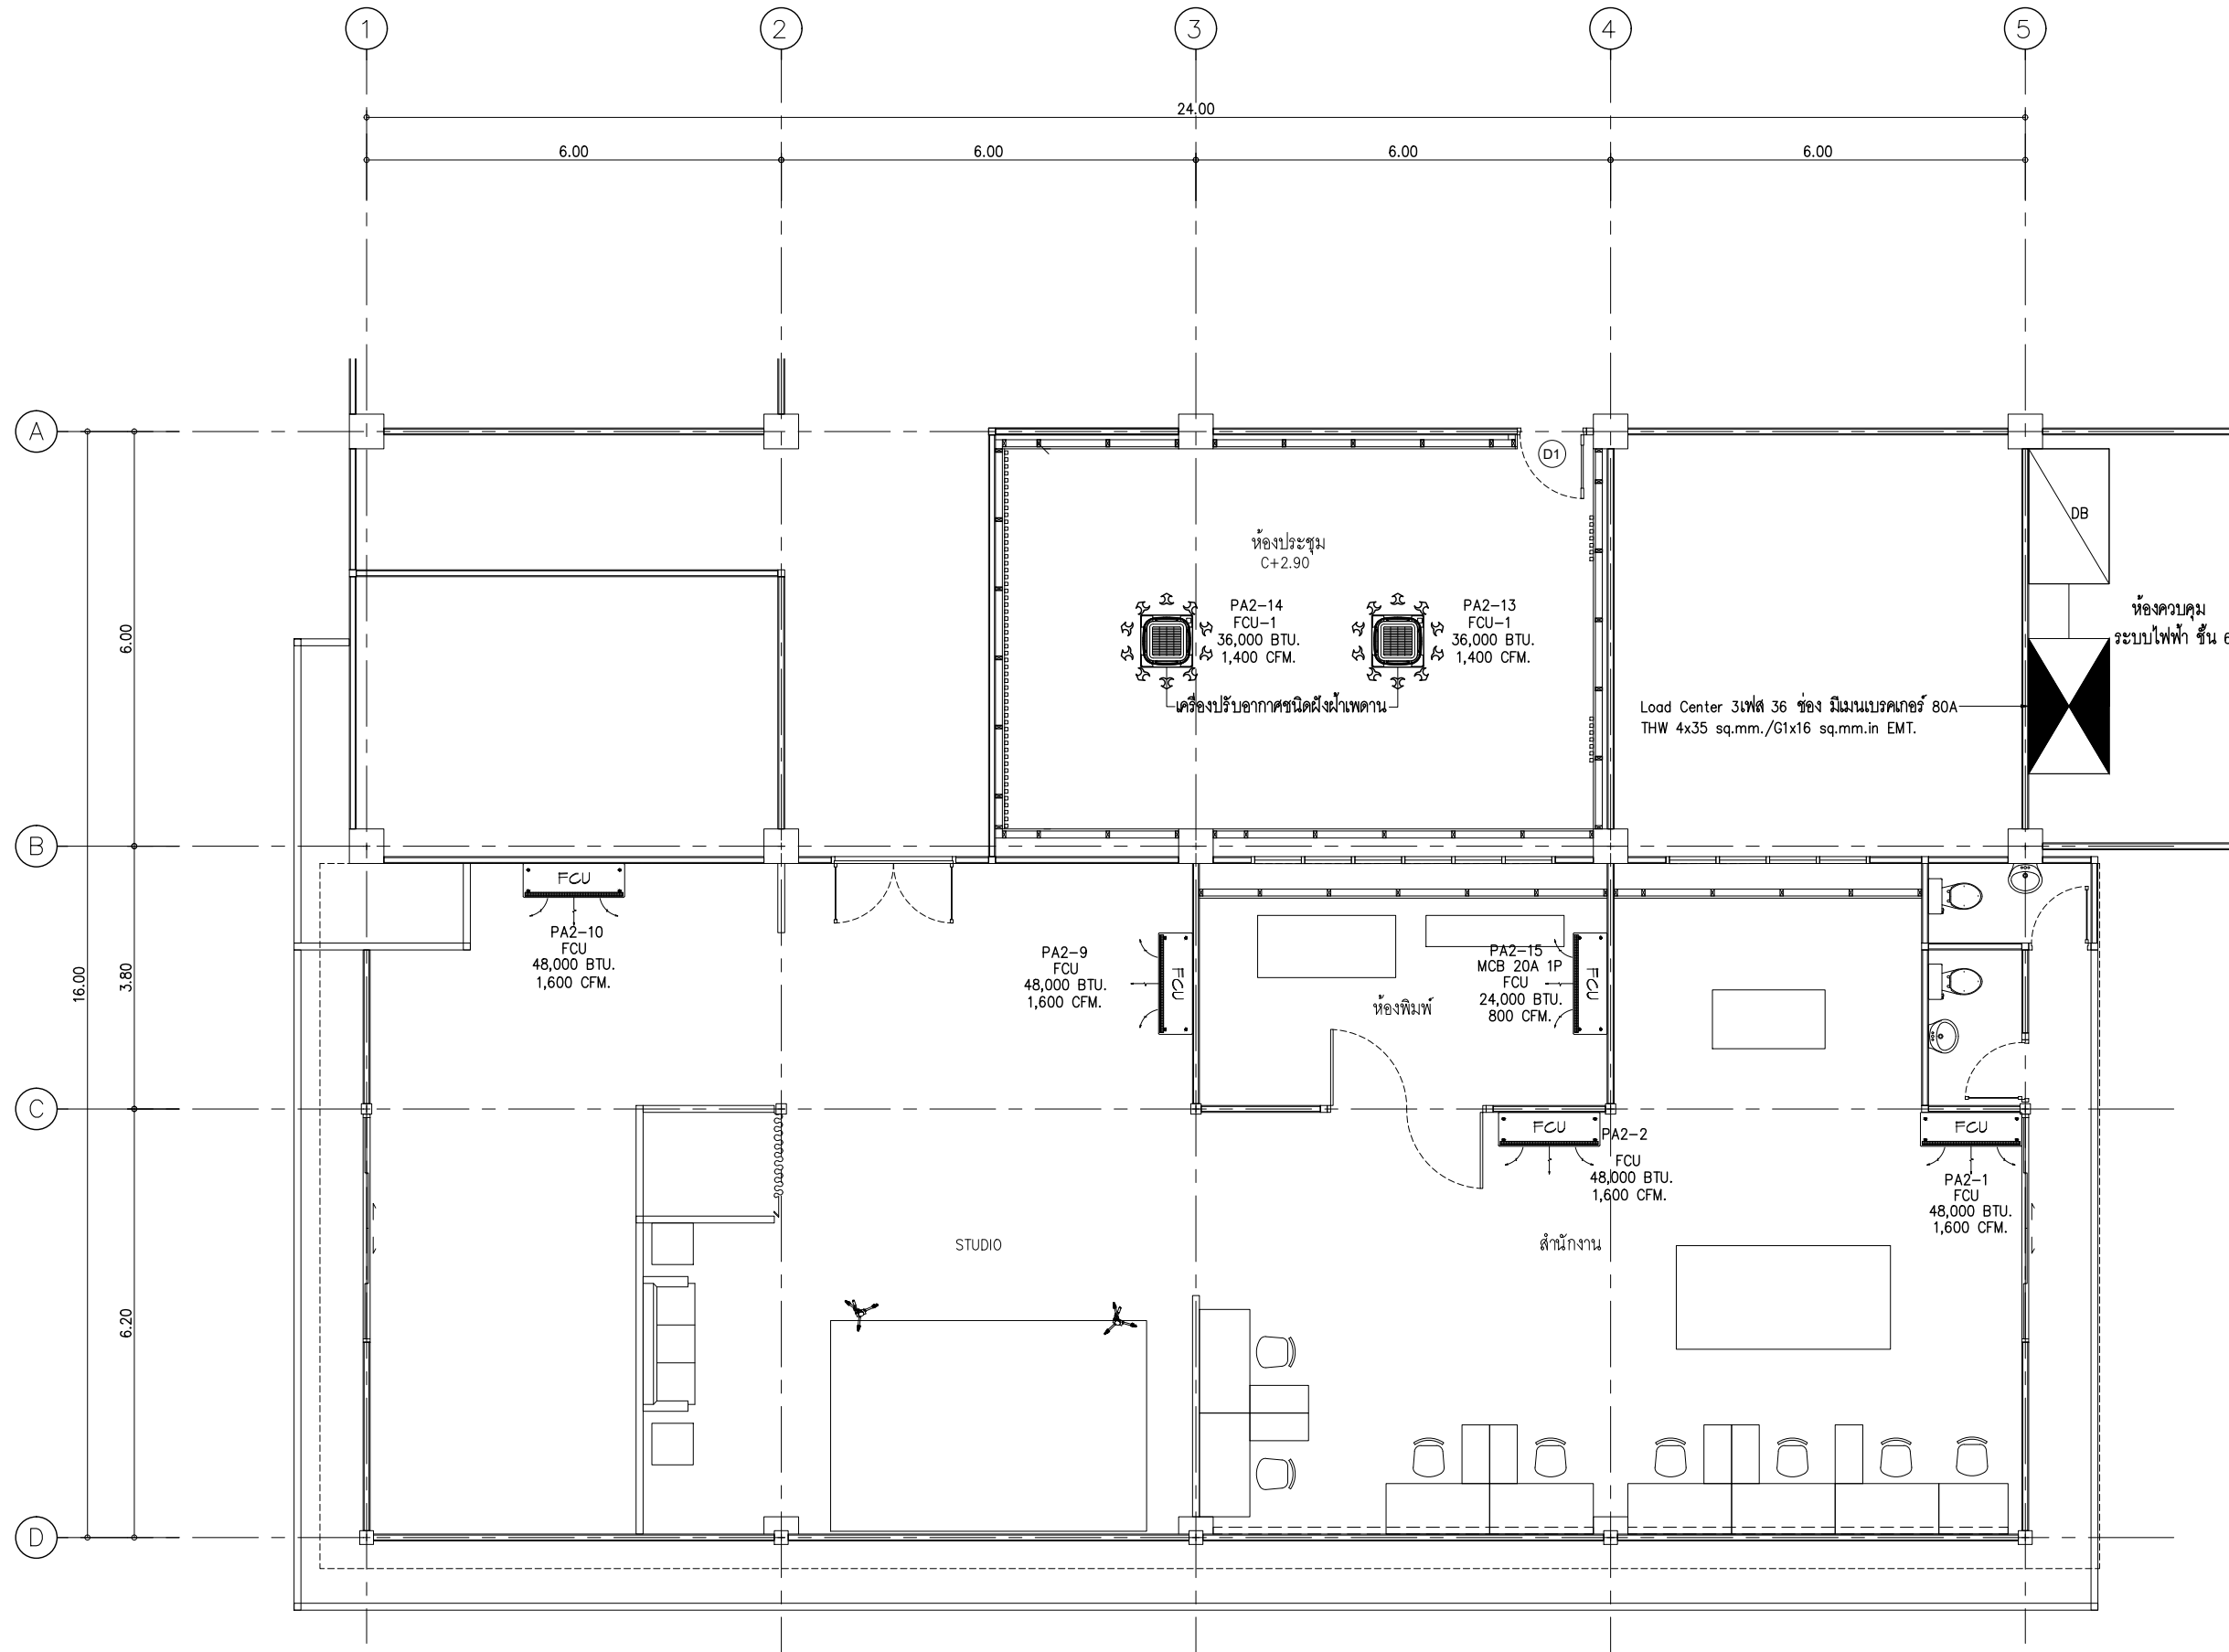 1
2
3
4
5
24.00
6.00
6.00
6.00
6.00
A
D1
DB
ห้องประชุม
C+2.90
PA2-14
FCU-1
36,000 BTU.
1,400 CFM.
PA2-13
FCU-1
36,000 BTU.
1,400 CFM.
ห้องควบคุม
ระบบไฟฟ้า ชั้น 6
6.00
เครื่องปรับอากาศชนิดฝังฝ้าเพดาน
Load Center 3เฟส 36 ช่อง มีเมนเบรคเกอร์ 80A
THW 4x35 sq.mm./G1x16 sq.mm.in EMT.
B
FCU
PA2-10
FCU
48,000 BTU.
1,600 CFM.
PA2-9
FCU
48,000 BTU.
1,600 CFM.
FCU
PA2-15
MCB 20A 1P
FCU
24,000 BTU.
800 CFM.
FCU
ห้องพิมพ์
16.00
3.80
C
FCU
PA2-2
FCU
48,000 BTU.
1,600 CFM.
FCU
PA2-1
FCU
48,000 BTU.
1,600 CFM.
STUDIO
สำนักงาน
6.20
D